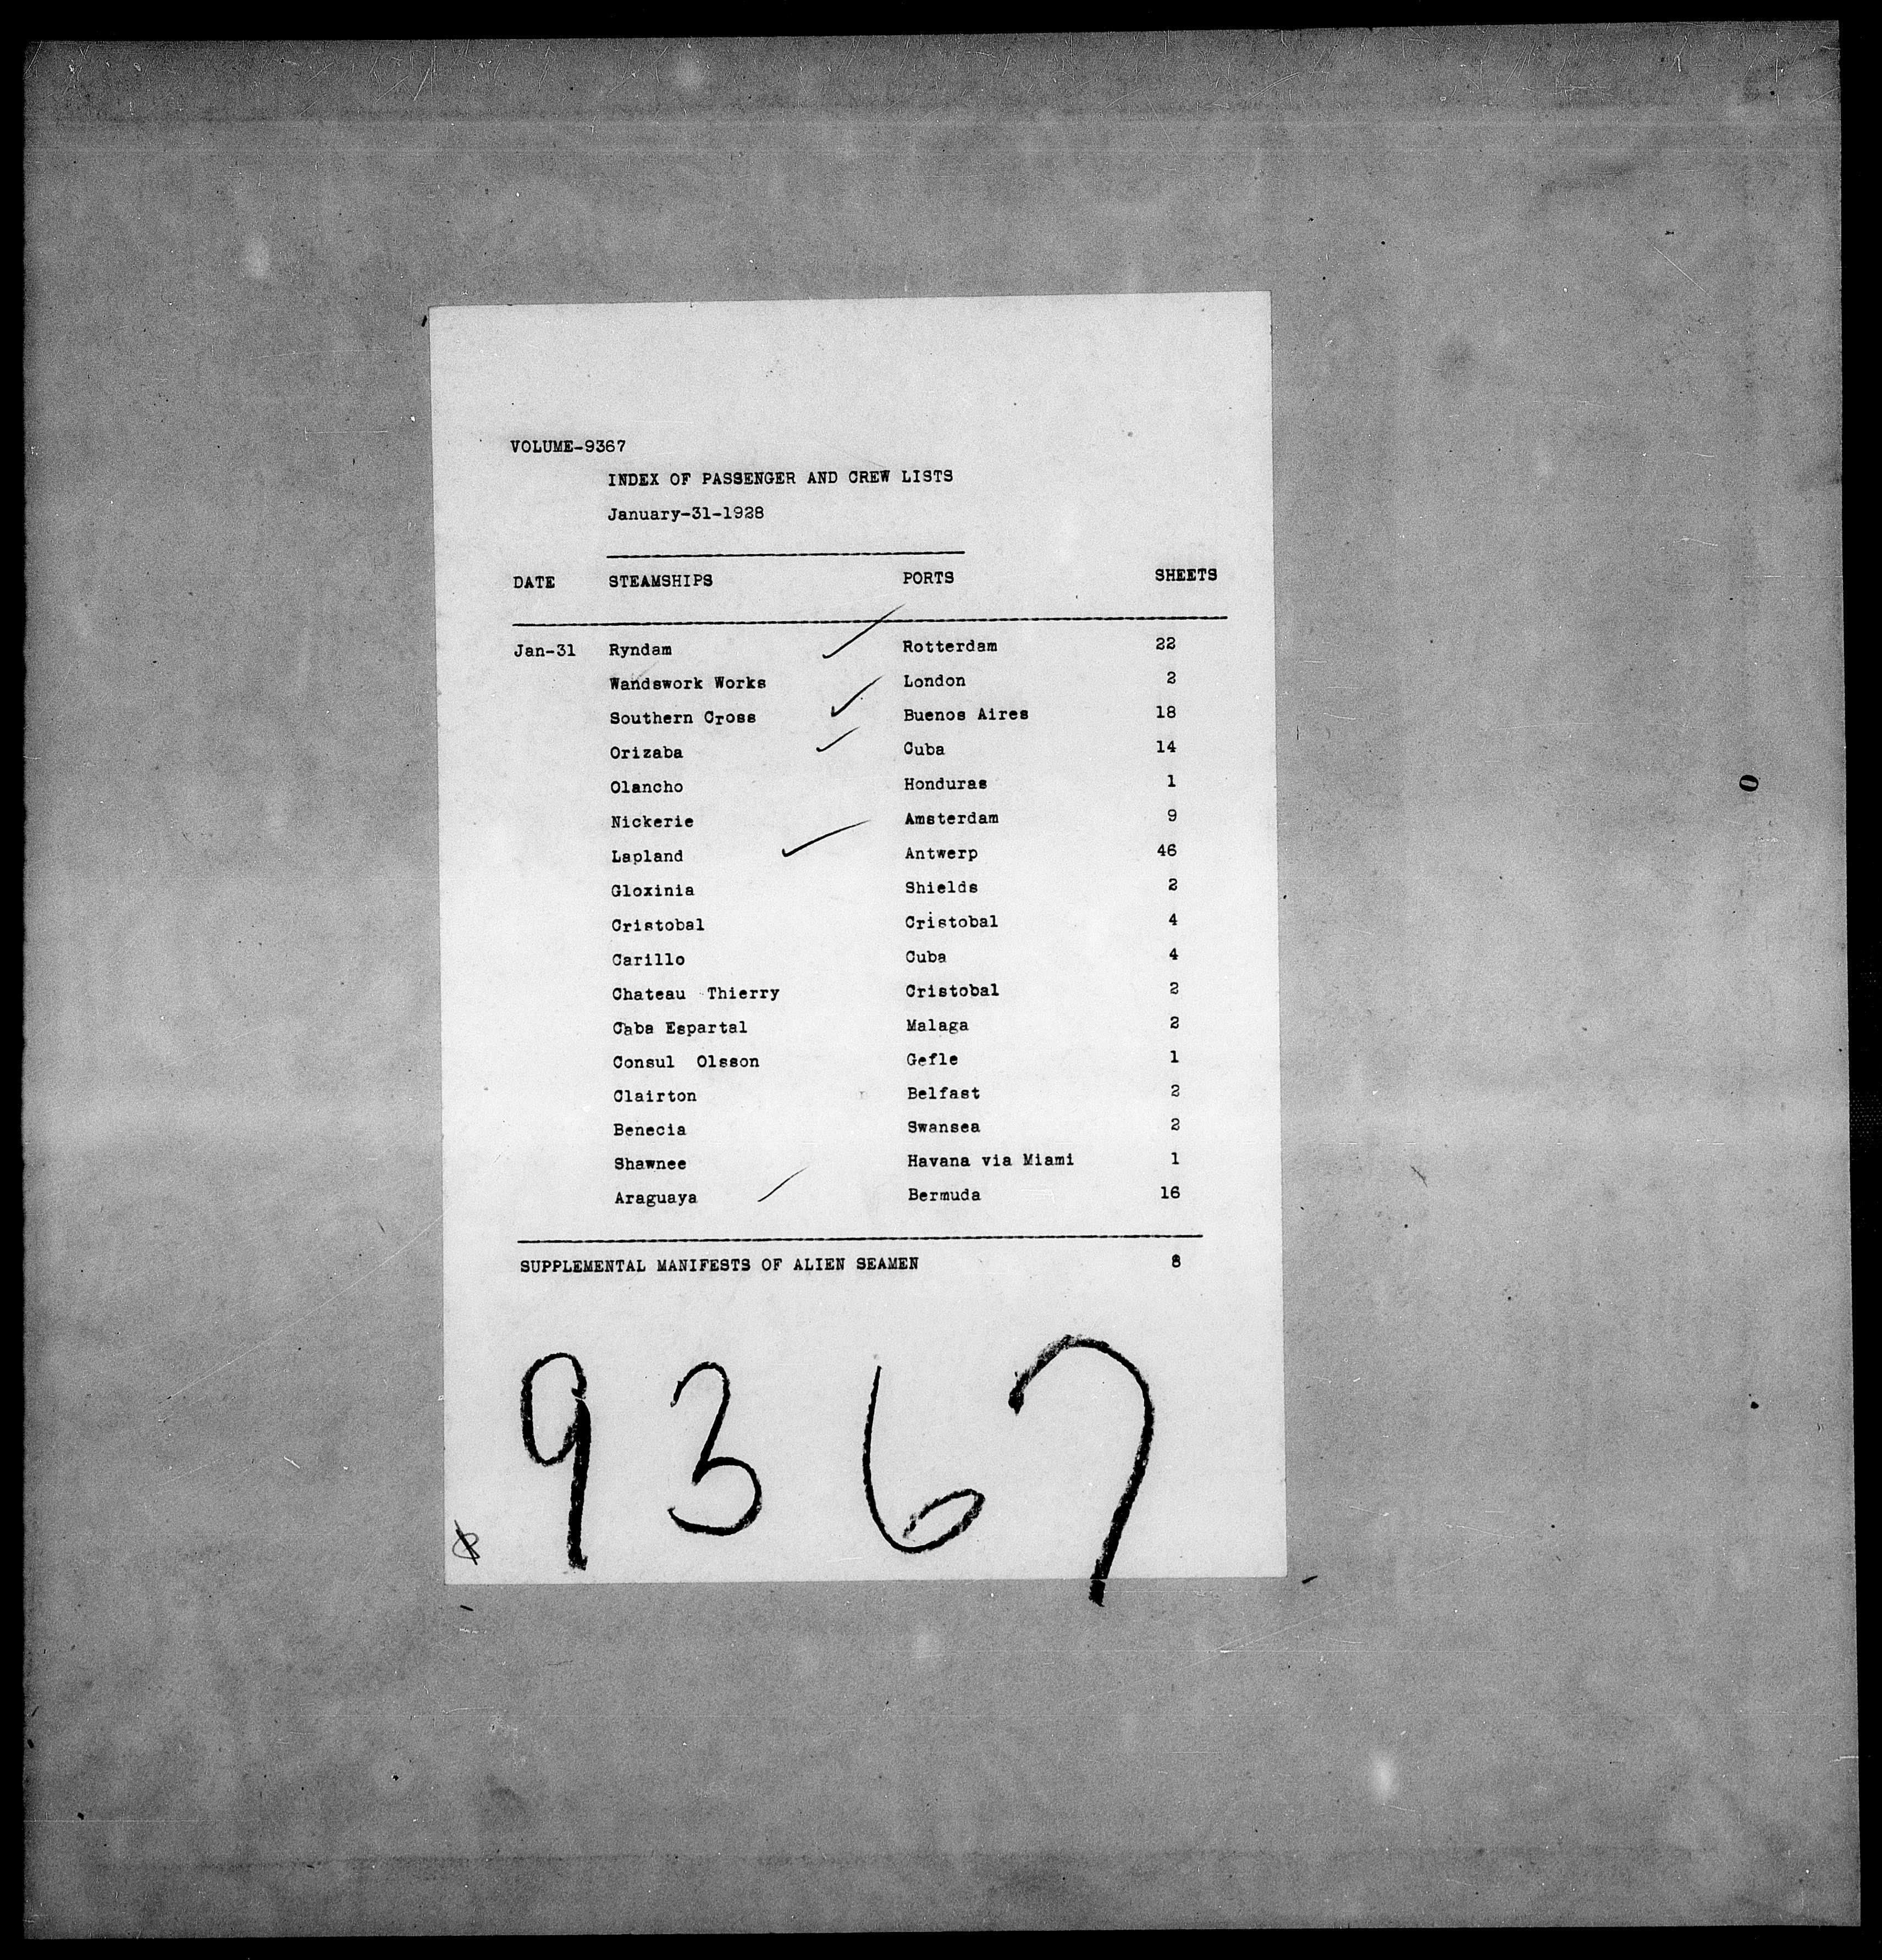 VOLUME-9367
INDEX OF PASSENGER AND CREW LISTS
January-31-1928
DATE STEAMSHIPS PORTS SHEETS
Jan-31 Ryndam Rotterdam 22
Wandswork Works London 2
Southern Cross Buenos Aires 18
Orizaba Cuba 14
Olancho Honduras 1
Nickerie Amsterdam 9
Lapland Antwerp 46
Gloxinia Shields 2
Cristobal Cristobal 4
Carillo Cuba 4
Chateau Thierry Cristobal 2
Caba Espartal Malaga 2
Consul Olsson Gefle 1
Clairton Belfast 2
Benecia Swansea 2
Shawnee Havana via Miami 1
Araguaya Bermuda 16
SUPPLEMENTAL MANIFESTS OF ALIEN SEAMEN 8
9367
0